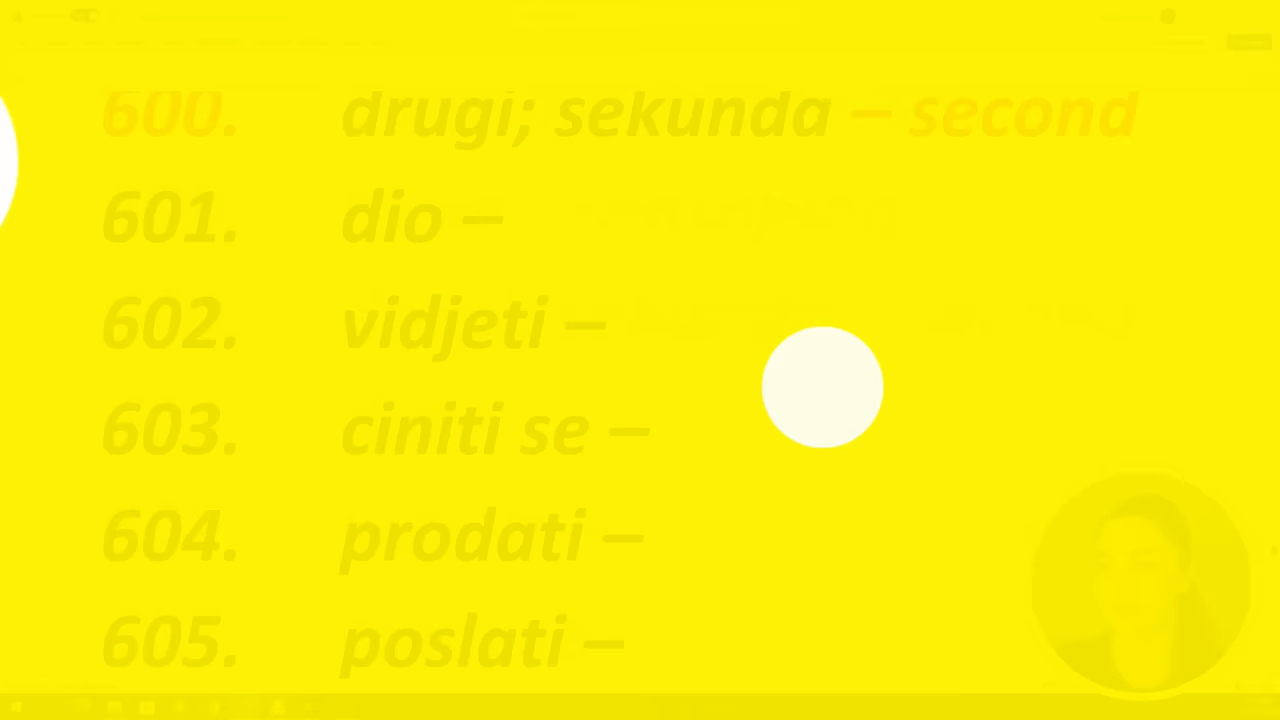 600. drugi; sekunda – second
601. dio –
602. vidjeti –
603. ciniti se –
604. prodati –
605. poslati –